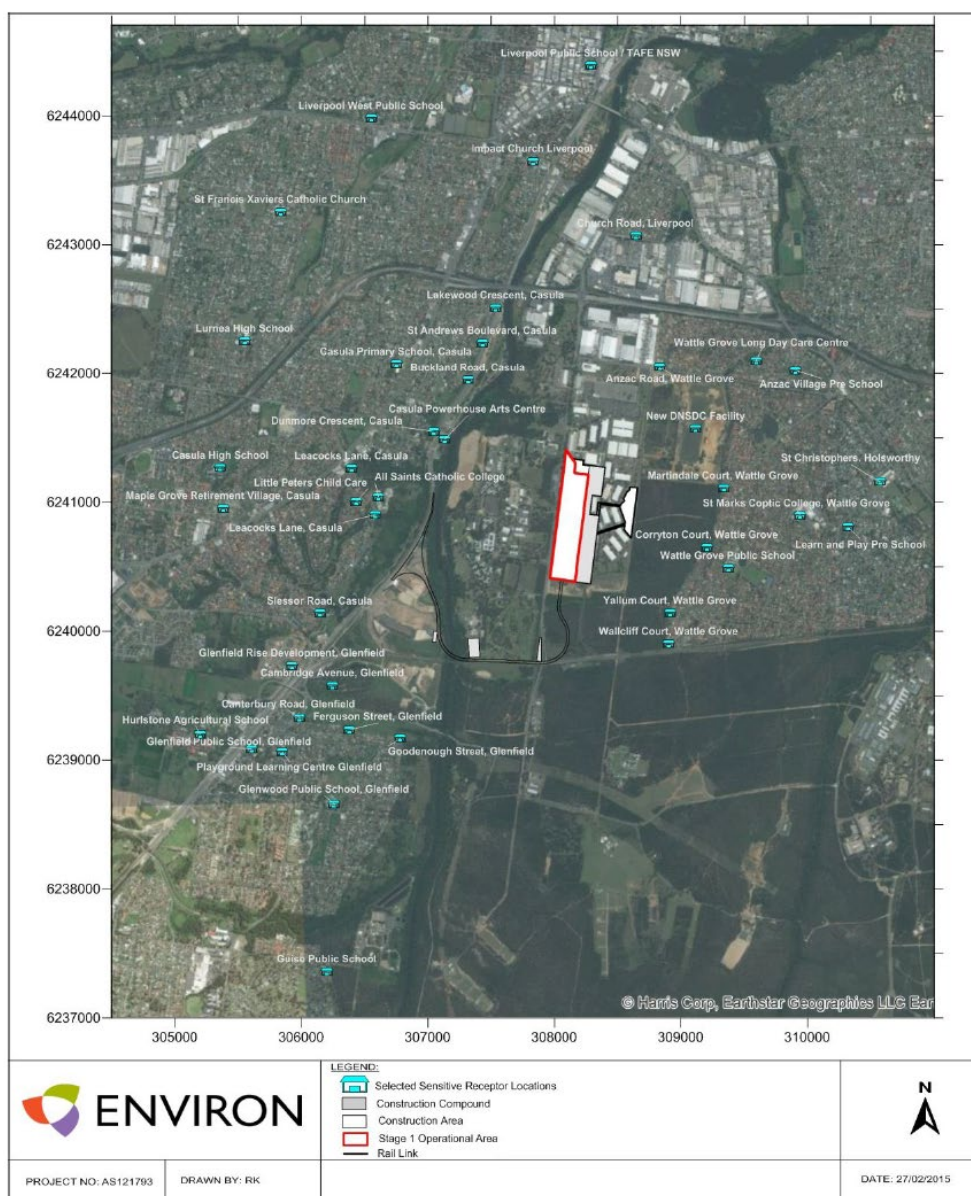 Liverpool Public School / TAFE NSW
6244000
Liverpool West Public School
Impact Church Liverpool
St Francis Xaviers Catholic Church
Church Road, Liverpool
6243000
Lakewood Crescent, Casula
Lurnea High School
St Andrews Boulevard, Casula
Wattle Grove Long Day Care Centre
Casula Primary School, Casula
6242000
Buckland Road, Casula
Anzac Road, Wattle Grove
Anzac Village Pre School
Casula Powerhouse Arts Centre
Dunmore Crescent, Casula
New DNSDC Facility
Casula High School
Leacocks Lane, Casula
St Christophers, Holsworthy
Little Peters Child Care
All Saints Catholic College
Martindale Court, Wattle Grove
Maple Grove Retirement Village, Casula
St Marks Coptic College, Wattle Grove
6241000
Leacocks Lane, Casula
Corryton Court, Wattle Grove
Learn and Play Pre School
Wattle Grove Public School
Slessor Road, Casula
Yallum Court, Wattle Grove
6240000
Wallcliff Court, Wattle Grove
Glenfield Rise Development, Glenfield
Cambridge Avenue, Glenfield
Canterbury Road, Glenfield
Hurlstone Agricultural School
Ferguson Street, Glenfield
Glenfield Public School, Glenfield
Goodenough Street, Glenfield
6239000
Playground Learning Centre Glenfield
Glenwood Public School, Glenfield
6238000
Guise Public School
6237000
© Harris Corp, Earthstar Geographics LLC Ear
305000 306000 307000 308000 309000 310000
LEGEND:
Selected Sensitive Receptor Locations
Construction Compound
Construction Area
Stage 1 Operational Area
Rail Link
ENVIRON
N
PROJECT NO: AS121793
DRAWN BY: RK
DATE: 27/02/2015